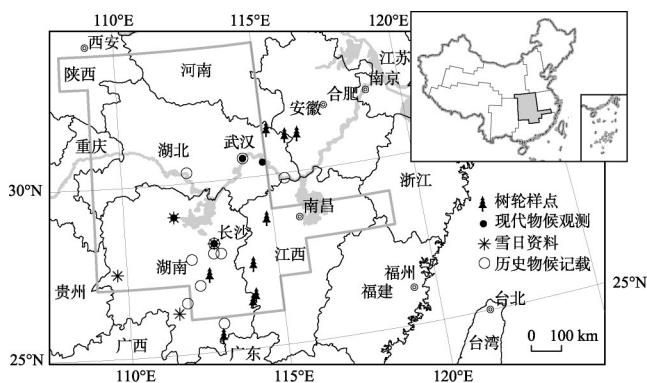 110°E 115°E 120°E
西安
陕西
河南
江苏
南京
合肥
安徽
重庆
湖北
武汉
30°N
浙江
南昌
长沙
江西
湖南
贵州
福州
福建
25°N
台北
台湾
广西
广东
25°N
树轮样点
现代物候观测
雪日资料
历史物候记载
0 100 km
110°E 115°E 120°E